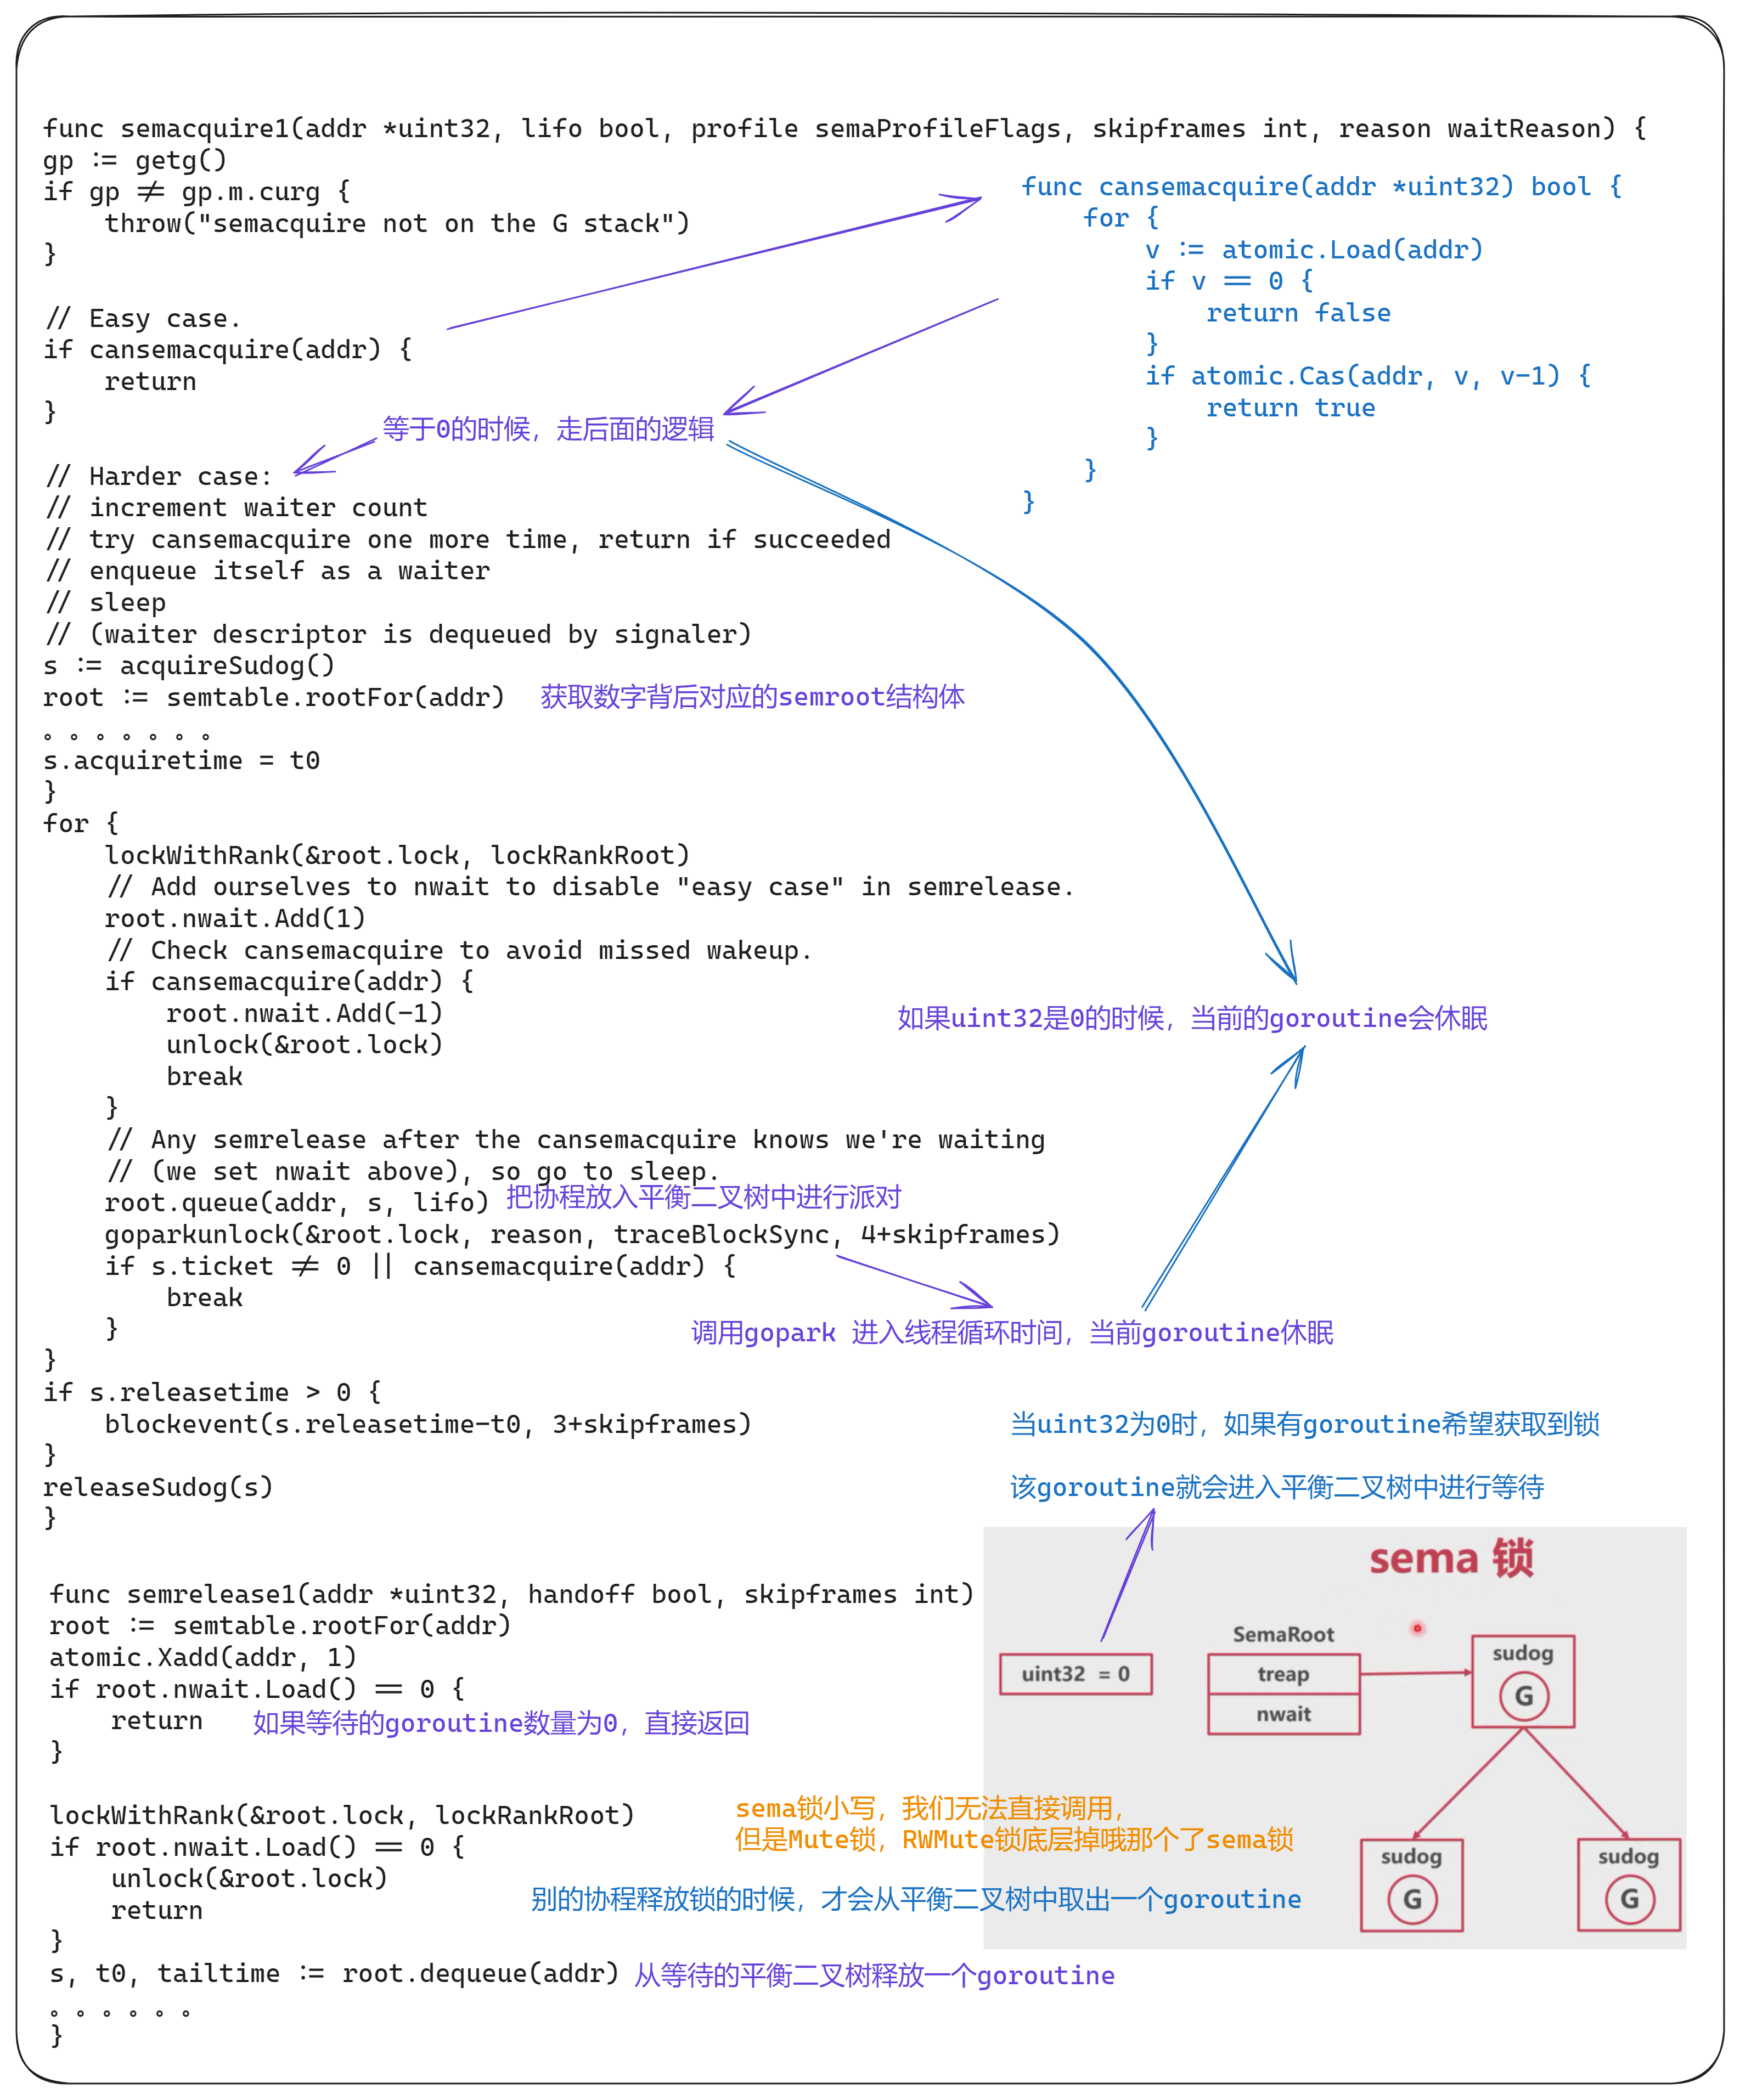 func semacquire1(addr *uint32, lifo bool, profile semaProfileFlags, skipframes int, reason waitReason) {
gp := getg()
if gp != gp.m.curg {
    throw("semacquire not on the G stack")
}
// Easy case.
if cansemacquire(addr) {
    return
}
func cansemacquire(addr *uint32) bool {
    for {
        v := atomic.Load(addr)
        if v == 0 {
            return false
        }
        if atomic.Cas(addr, v, v-1) {
            return true
        }
    }
}
等于0的时候，走后面的逻辑
// Harder case:
// increment waiter count
// try cansemacquire one more time, return if succeeded
// enqueue itself as a waiter
// sleep
// (waiter descriptor is dequeued by signaler)
s := acquireSudog()
root := semtable.rootFor(addr) 获取数字背后对应的semroot结构体
。。。。。。。
s.acquiretime = t0
}
for {
    lockWithRank(&root.lock, lockRankRoot)
    // Add ourselves to nwait to disable "easy case" in semrelease.
    root.nwait.Add(1)
    // Check cansemacquire to avoid missed wakeup.
    if cansemacquire(addr) {
        root.nwait.Add(-1)
        unlock(&root.lock)
        break
    }
如果uint32是0的时候，当前的goroutine会休眠
    // Any semrelease after the cansemacquire knows we're waiting
    // (we set nwait above), so go to sleep.
    root.queue(addr, s, lifo) 把协程放入平衡二叉树中进行派对
    goparkunlock(&root.lock, reason, traceBlockSync, 4+skipframes)
    if s.ticket != 0 || cansemacquire(addr) {
        break
    }
调用gopark 进入线程循环时间，当前goroutine休眠
}
if s.releasetime > 0 {
    blockevent(s.releasetime-t0, 3+skipframes)
}
releaseSudog(s)
}
当uint32为0时，如果有goroutine希望获取到锁
该goroutine就会进入平衡二叉树中进行等待
func semrelease1(addr *uint32, handoff bool, skipframes int)
root := semtable.rootFor(addr)
atomic.Xadd(addr, 1)
if root.nwait.Load() == 0 {
    return 如果等待的goroutine数量为0，直接返回
}
lockWithRank(&root.lock, lockRankRoot)
if root.nwait.Load() == 0 {
    unlock(&root.lock)
    return
}
s, t0, tailtime := root.dequeue(addr) 从等待的平衡二叉树释放一个goroutine
。。。。。。
}
sema锁小写，我们无法直接调用，
但是Mute锁，RWMute锁底层掉哦那个了sema锁
别的协程释放锁的时候，才会从平衡二叉树中取出一个goroutine
sema 锁
uint32 = 0
SemaRoot
treap
nwait
sudog
G
sudog
G
sudog
G